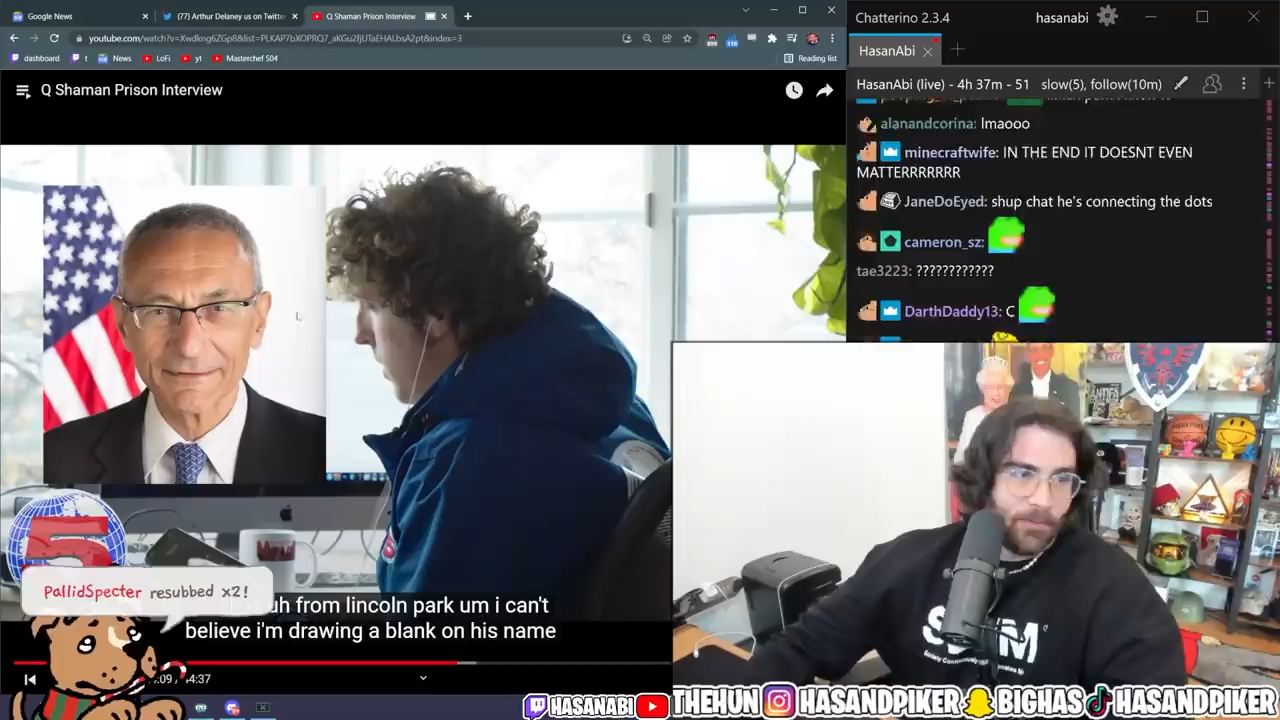 Google News
(77) Arthur Delaney us on Twitte
Q Shaman Prison Interview
youtube.com/watch?v=Xwdkng6ZGp8&list=PLKAP7bXOPRQ7_aKGu2fjUTaEHALbsA2pt&index=3
dashboard
t
News
LoFi
yt
Masterchef S04
Reading list
Q Shaman Prison Interview
uh from lincoln park um i can't
believe i'm drawing a blank on his name
5
PallidSpecter resubbed x2!
:09 / 4:37
Chatterino 2.3.4
hasanabi
HasanAbi
HasanAbi (live) - 4h 37m - 51
slow(5), follow(10m)
alanandcorina: lmaooo
minecraftwife: IN THE END IT DOESNT EVEN
MATTERRRRRRR
JaneDoEyed: shup chat he's connecting the dots
cameron_sz:
tae3223: ????????????
DarthDaddy13: C
HASANABI
THEHUN
HASANDPIKER
BIGHAS
HASANDPIKER